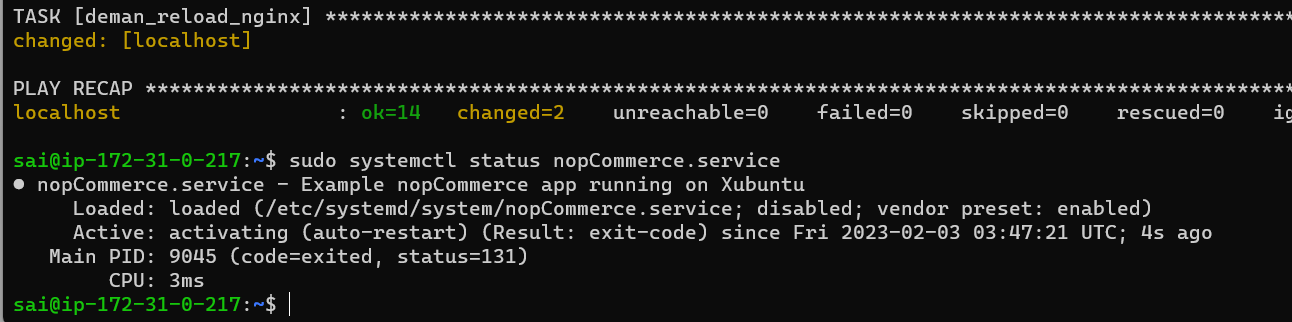 TASK [deman_reload_nginx] *********************************************************************************
changed: [localhost]
PLAY RECAP ************************************************************************************************
localhost : ok=14 changed=2 unreachable=0 failed=0 skipped=0 rescued=0 ig
sai@ip-172-31-0-217:~$ sudo systemctl status nopCommerce.service
● nopCommerce.service - Example nopCommerce app running on Xubuntu
Loaded: loaded (/etc/systemd/system/nopCommerce.service; disabled; vendor preset: enabled)
Active: activating (auto-restart) (Result: exit-code) since Fri 2023-02-03 03:47:21 UTC; 4s ago
Main PID: 9045 (code=exited, status=131)
CPU: 3ms
sai@ip-172-31-0-217:~$